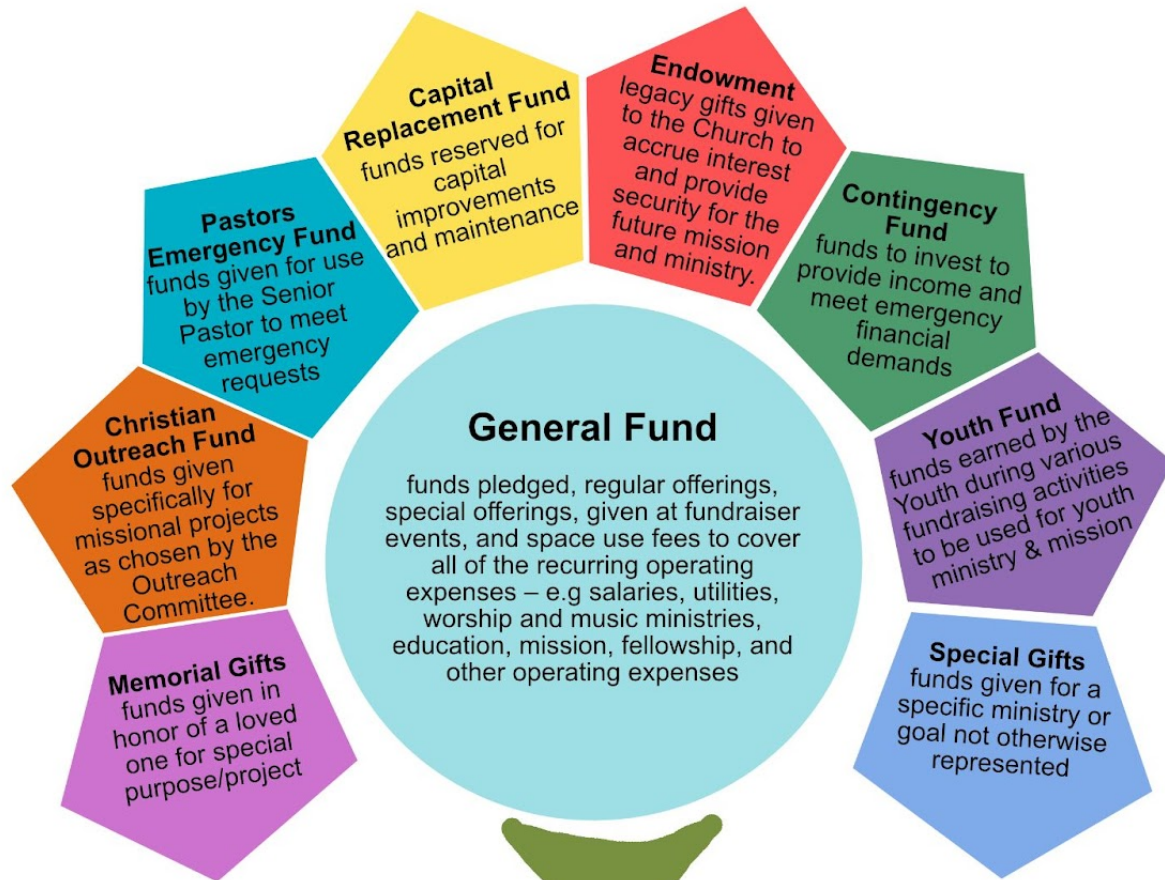 Capital
Replacement Fund
funds reserved for
capital
improvements
and maintenance
Endowment
legacy gifts given
to the Church to
accrue interest
and provide
security for the
future mission
and ministry.
Pastors
Emergency Fund
funds given for use
by the Senior
Pastor to meet
emergency
requests
Contingency
Fund
funds to invest to
provide income and
meet emergency
financial
demands
Christian
Outreach Fund
funds given
specifically for
missional projects
as chosen by the
Outreach
Committee.
General Fund
funds pledged, regular offerings,
special offerings, given at fundraiser
events, and space use fees to cover
all of the recurring operating
expenses – e.g salaries, utilities,
worship and music ministries,
education, mission, fellowship, and
other operating expenses
Youth Fund
funds earned by the
Youth during various
fundraising activities
to be used for youth
ministry & mission
Memorial Gifts
funds given in
honor of a loved
one for special
purpose/project
Special Gifts
funds given for a
specific ministry or
goal not otherwise
represented